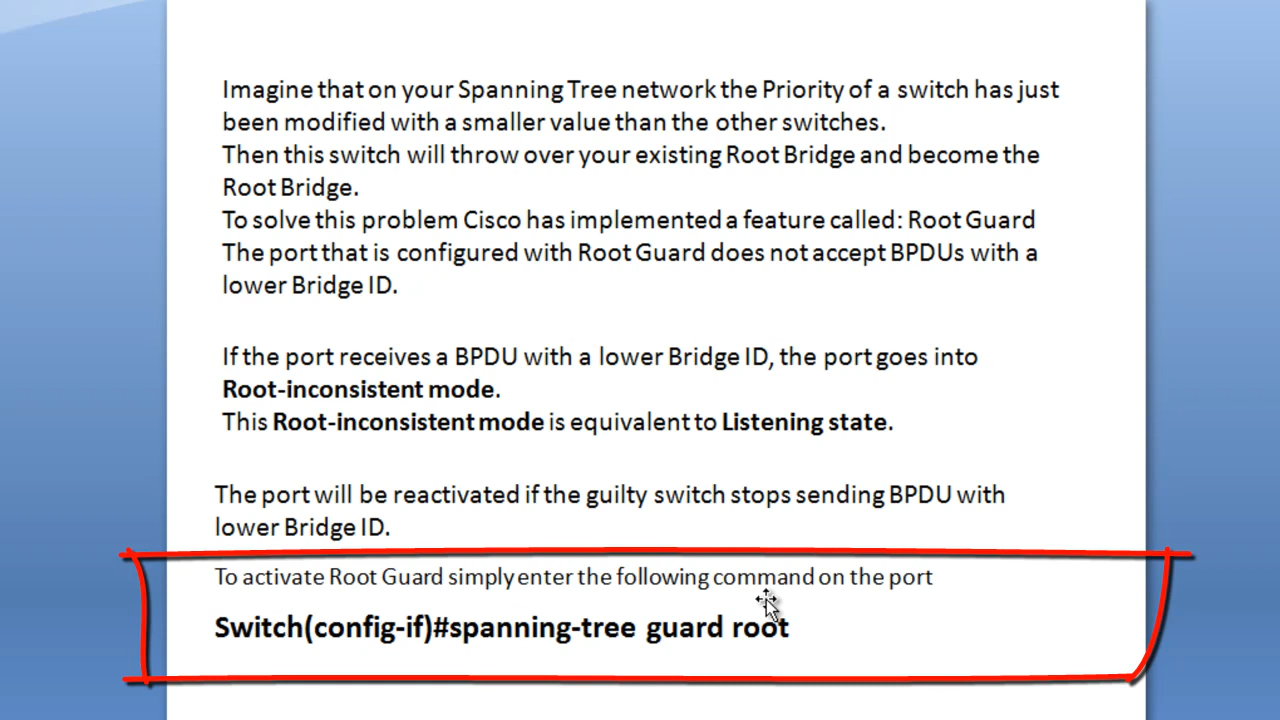 Imagine that on your Spanning Tree network the Priority of a switch has just
been modified with a smaller value than the other switches.
Then this switch will throw over your existing Root Bridge and become the
Root Bridge.
To solve this problem Cisco has implemented a feature called: Root Guard
The port that is configured with Root Guard does not accept BPDUs with a
lower Bridge ID.
If the port receives a BPDU with a lower Bridge ID, the port goes into
Root-inconsistent mode.
This Root-inconsistent mode is equivalent to Listening state.
The port will be reactivated if the guilty switch stops sending BPDU with
lower Bridge ID.
To activate Root Guard simply enter the following command on the port
Switch(config-if)#spanning-tree guard root